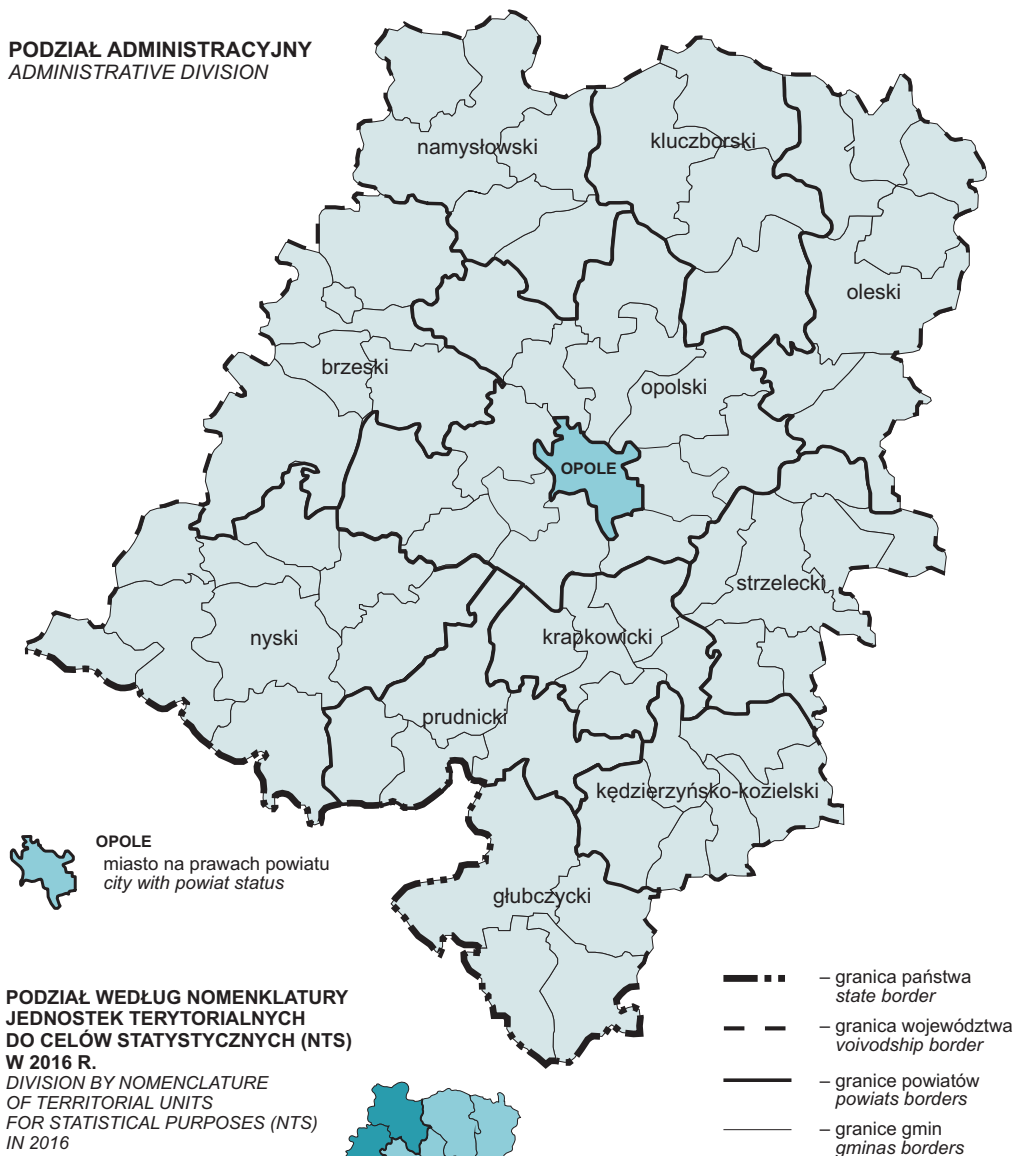 PODZIAŁ ADMINISTRACYJNY
ADMINISTRATIVE DIVISION
namysłowski
kluczborski
oleski
brzeski
opolski
OPOLE
strzelecki
nyski
krapkowicki
prudnicki
kędzierzyńsko-kozielski
głubczycki
OPOLE
miasto na prawach powiatu
city with powiat status
PODZIAŁ WEDŁUG NOMENKLATURY
JEDNOSTEK TERYTORIALNYCH
DO CELÓW STATYSTYCZNYCH (NTS)
W 2016 R.
DIVISION BY NOMENCLATURE
OF TERRITORIAL UNITS
FOR STATISTICAL PURPOSES (NTS)
IN 2016
– granica państwa
state border
– granica województwa
voivodship border
– granice powiatów
powiats borders
– granice gmin
gminas borders